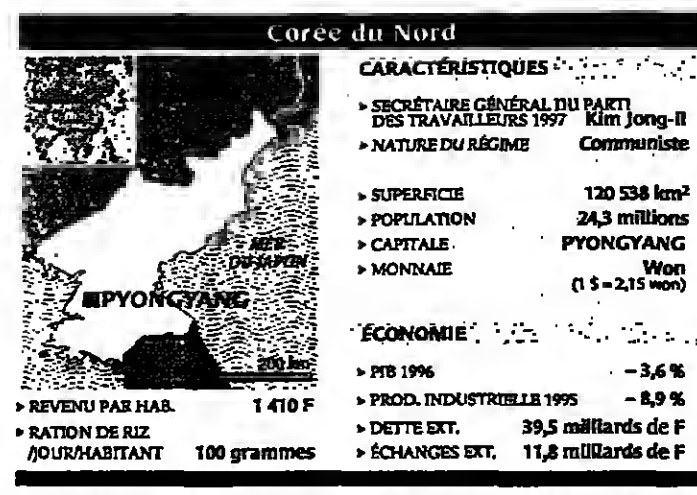 Corée du Nord
MER
DU JAPON
PYONGYANG
200 km
▸ REVENU PAR HAB. 1 410 F
▸ RATION DE RIZ
/JOUR/HABITANT 100 grammes
CARACTÉRISTIQUES
▸ SECRÉTAIRE GÉNÉRAL DU PARTI
DES TRAVAILLEURS 1997 Kim Jong-Il
▸ NATURE DU RÉGIME Communiste
▸ SUPERFICIE 120 538 km²
▸ POPULATION 24,3 millions
▸ CAPITALE PYONGYANG
▸ MONNAIE Won
(1 $ = 2,15 won)
ÉCONOMIE
▸ PIB 1996 – 3,6 %
▸ PROD. INDUSTRIELLE 1995 – 8,9 %
▸ DETTE EXT. 39,5 milliards de F
▸ ÉCHANGES EXT. 11,8 milliards de F